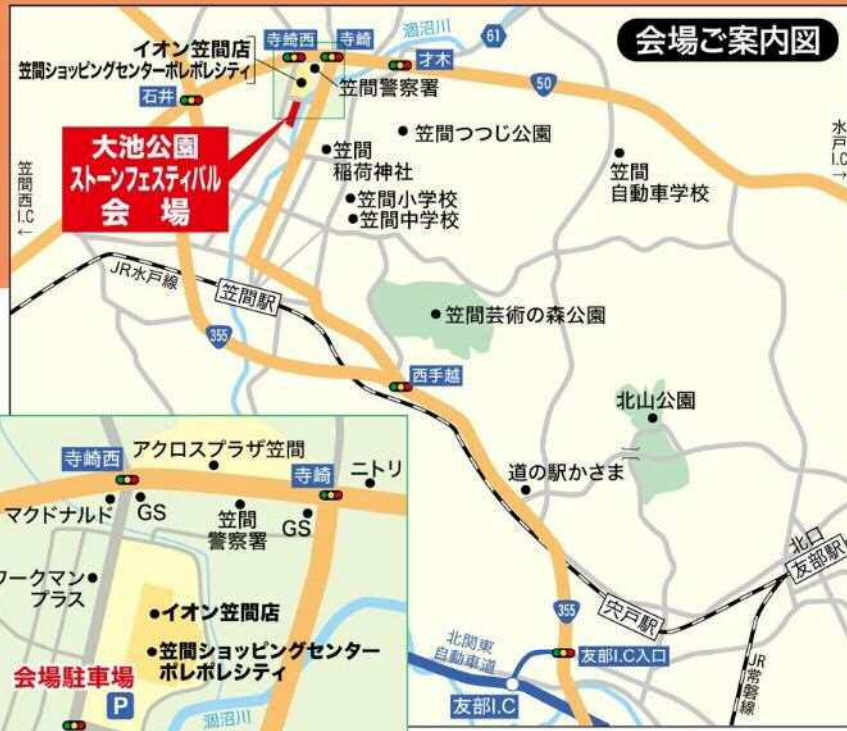 会場ご案内図
イオン笠間店
笠間ショッピングセンターポレポレシティ
寺崎西
寺崎
涸沼川
61
才木
笠間警察署
石井
50
大池公園
ストーンフェスティバル
会場
笠間つつじ公園
笠間
稲荷神社
笠間
自動車学校
水戸I.C
→
笠間西I.C
←
笠間小学校
笠間中学校
JR水戸線
笠間駅
笠間芸術の森公園
355
西手越
北山公園
道の駅かさま
北口
友部駅
宍戸駅
355
北関東
自動車道
友部I.C入口
友部I.C
JR常磐線
寺崎西
アクロスプラザ笠間
寺崎
ニトリ
マクドナルド
GS
笠間
警察署
GS
ワークマン
プラス
イオン笠間店
笠間ショッピングセンター
ポレポレシティ
会場駐車場
P
涸沼川